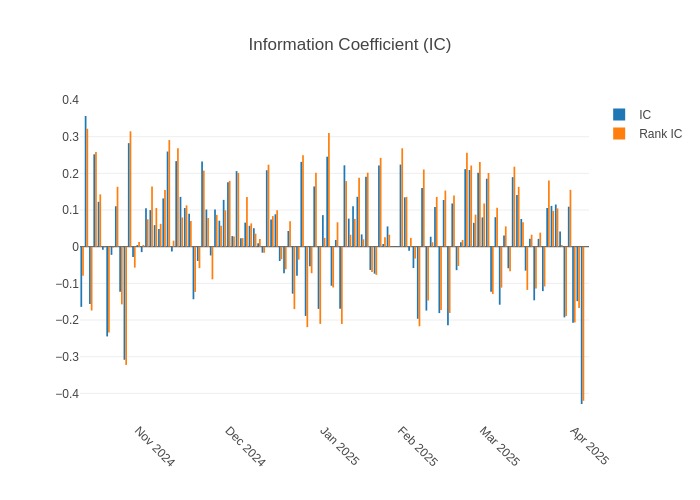 Information Coefficient (IC)
0.4
0.3
0.2
0.1
0
−0.1
−0.2
−0.3
−0.4
Nov 2024
Dec 2024
Jan 2025
Feb 2025
Mar 2025
Apr 2025
IC
Rank IC